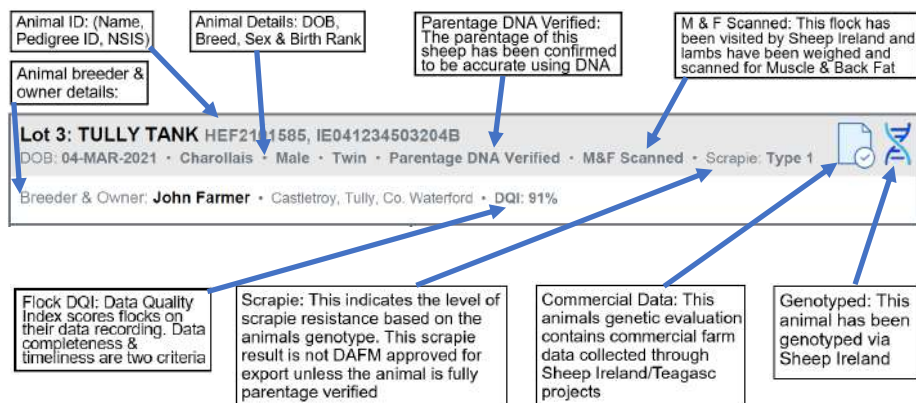 Animal ID: (Name,
Pedigree ID, NSIS)
Animal Details: DOB,
Breed, Sex & Birth Rank
Parentage DNA Verified:
The parentage of this
sheep has been confirmed
to be accurate using DNA
M & F Scanned: This flock has
been visited by Sheep Ireland and
lambs have been weighed and
scanned for Muscle & Back Fat
Animal breeder &
owner details:
Lot 3: TULLY TANK HEF2101585, IE041234503204B
DOB: 04-MAR-2021 • Charollais • Male • Twin • Parentage DNA Verified • M&F Scanned • Scrapie: Type 1
Breeder & Owner: John Farmer • Castletroy, Tully, Co. Waterford • DQI: 91%
Flock DQI: Data Quality
Index scores flocks on
their data recording. Data
completeness &
timeliness are two criteria
Scrapie: This indicates the level of
scrapie resistance based on the
animals genotype. This scrapie
result is not DAFM approved for
export unless the animal is fully
parentage verified
Commercial Data: This
animals genetic evaluation
contains commercial farm
data collected through
Sheep Ireland/Teagasc
projects
Genotyped: This
animal has been
genotyped via
Sheep Ireland